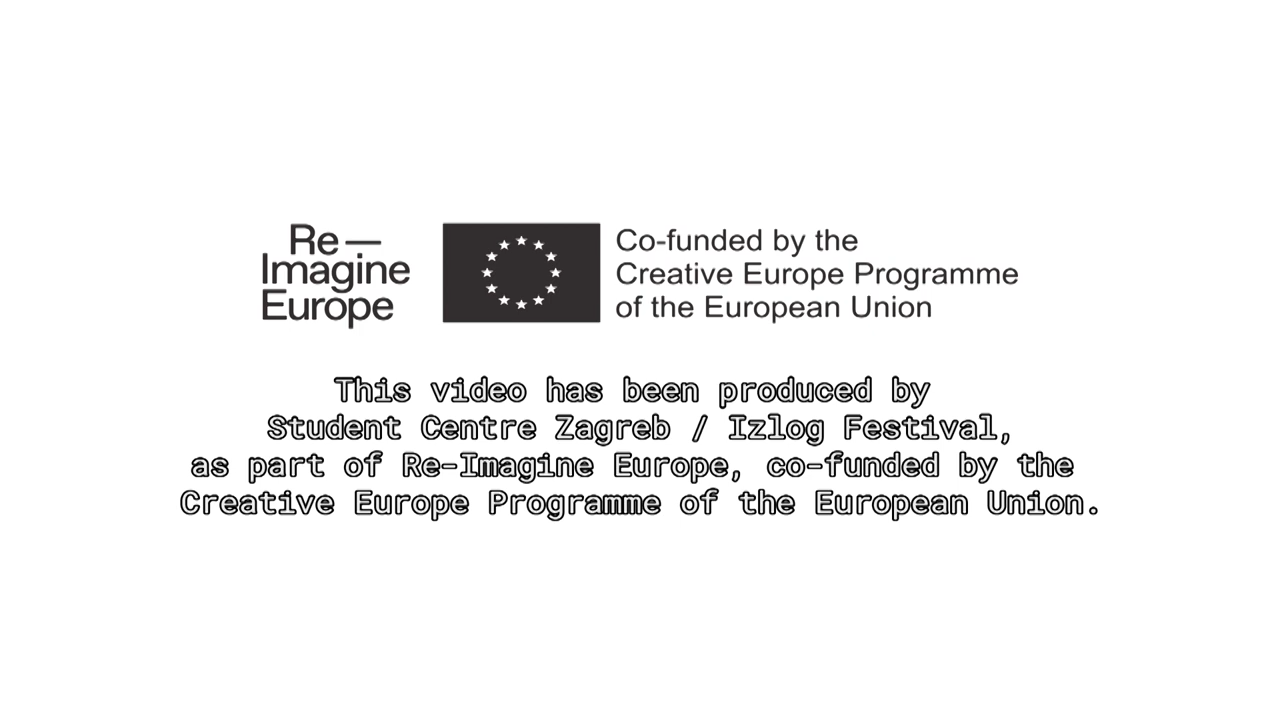 Re—
Imagine
Europe
Co-funded by the
Creative Europe Programme
of the European Union
This video has been produced by
Student Centre Zagreb / Izlog Festival,
as part of Re-Imagine Europe, co-funded by the
Creative Europe Programme of the European Union.